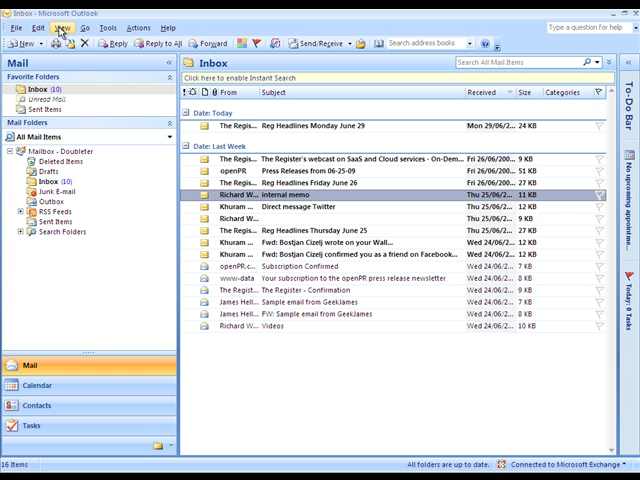 Inbox - Microsoft Outlook
File Edit View Go Tools Actions Help
Type a question for help
New Reply Reply to All Forward Send/Receive Search address books
Mail
Favorite Folders
Inbox (10)
Unread Mail
Sent Items
Mail Folders
All Mail Items
Mailbox - Doubleter
Deleted Items
Drafts
Inbox (10)
Junk E-mail
Outbox
RSS Feeds
Sent Items
Search Folders
Mail
Calendar
Contacts
Tasks
Inbox
Search All Mail Items
Click here to enable Instant Search
From Subject Received Size Categories
Date: Today
The Regis... Reg Headlines Monday June 29 Mon 29/06/2... 24 KB
Date: Last Week
The Regis... The Register's webcast on SaaS and Cloud services - On-Dem... Fri 26/06/200... 9 KB
openPR Press Releases from 06-25-09 Fri 26/06/200... 51 KB
The Regis... Reg Headlines Friday June 26 Fri 26/06/200... 27 KB
Richard W... internal memo Thu 25/06/2... 11 KB
Khuram ... Direct message Twitter Thu 25/06/2... 12 KB
Richard W... Thu 25/06/2... 9 KB
The Regis... Reg Headlines Thursday June 25 Thu 25/06/2... 27 KB
Khuram ... Fwd: Bostjan Cizelj wrote on your Wall... Wed 24/06/2... 12 KB
Khuram ... Fwd: Bostjan Cizelj confirmed you as a friend on Facebook... Wed 24/06/2... 12 KB
openPR.c... Subscription Confirmed Wed 24/06/2... 7 KB
www-data Your subscription to the openPR press release newsletter Wed 24/06/2... 6 KB
The Regist... The Register - Confirmation Wed 24/06/2... 9 KB
James Hell... Sample email from GeekJames Wed 24/06/2... 8 KB
James Hell... FW: Sample email from GeekJames Wed 24/06/2... 8 KB
Richard W... Videos Wed 24/06/2... 8 KB
To-Do Bar
No upcoming appointme...
Today: 0 Tasks
16 Items
All folders are up to date. Connected to Microsoft Exchange